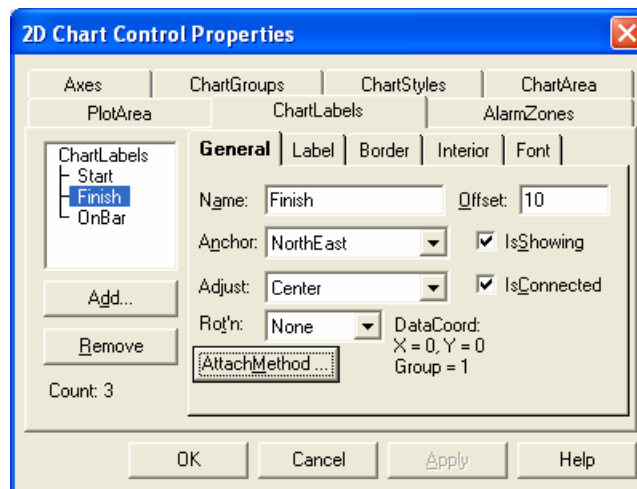 2D Chart Control Properties
Axes ChartGroups ChartStyles ChartArea
PlotArea ChartLabels AlarmZones
ChartLabels
Start
Finish
OnBar
Add...
Remove
Count: 3
General Label Border Interior Font
Name: Finish Offset: 10
Anchor: NorthEast IsShowing
Adjust: Center IsConnected
Rot'n: None DataCoord:
X = 0, Y = 0
AttachMethod ... Group = 1
OK Cancel Apply Help